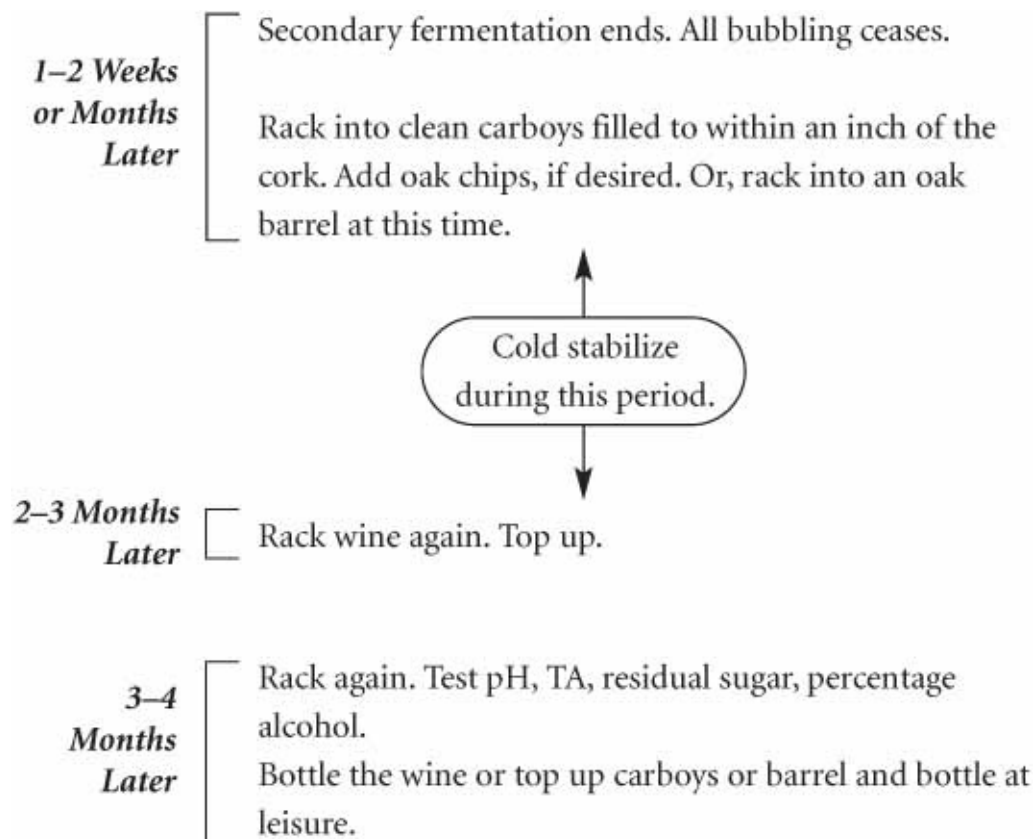 1–2 Weeks
or Months
Later
Secondary fermentation ends. All bubbling ceases.
Rack into clean carboys filled to within an inch of the
cork. Add oak chips, if desired. Or, rack into an oak
barrel at this time.
Cold stabilize
during this period.
2–3 Months
Later
Rack wine again. Top up.
3–4
Months
Later
Rack again. Test pH, TA, residual sugar, percentage
alcohol.
Bottle the wine or top up carboys or barrel and bottle at
leisure.